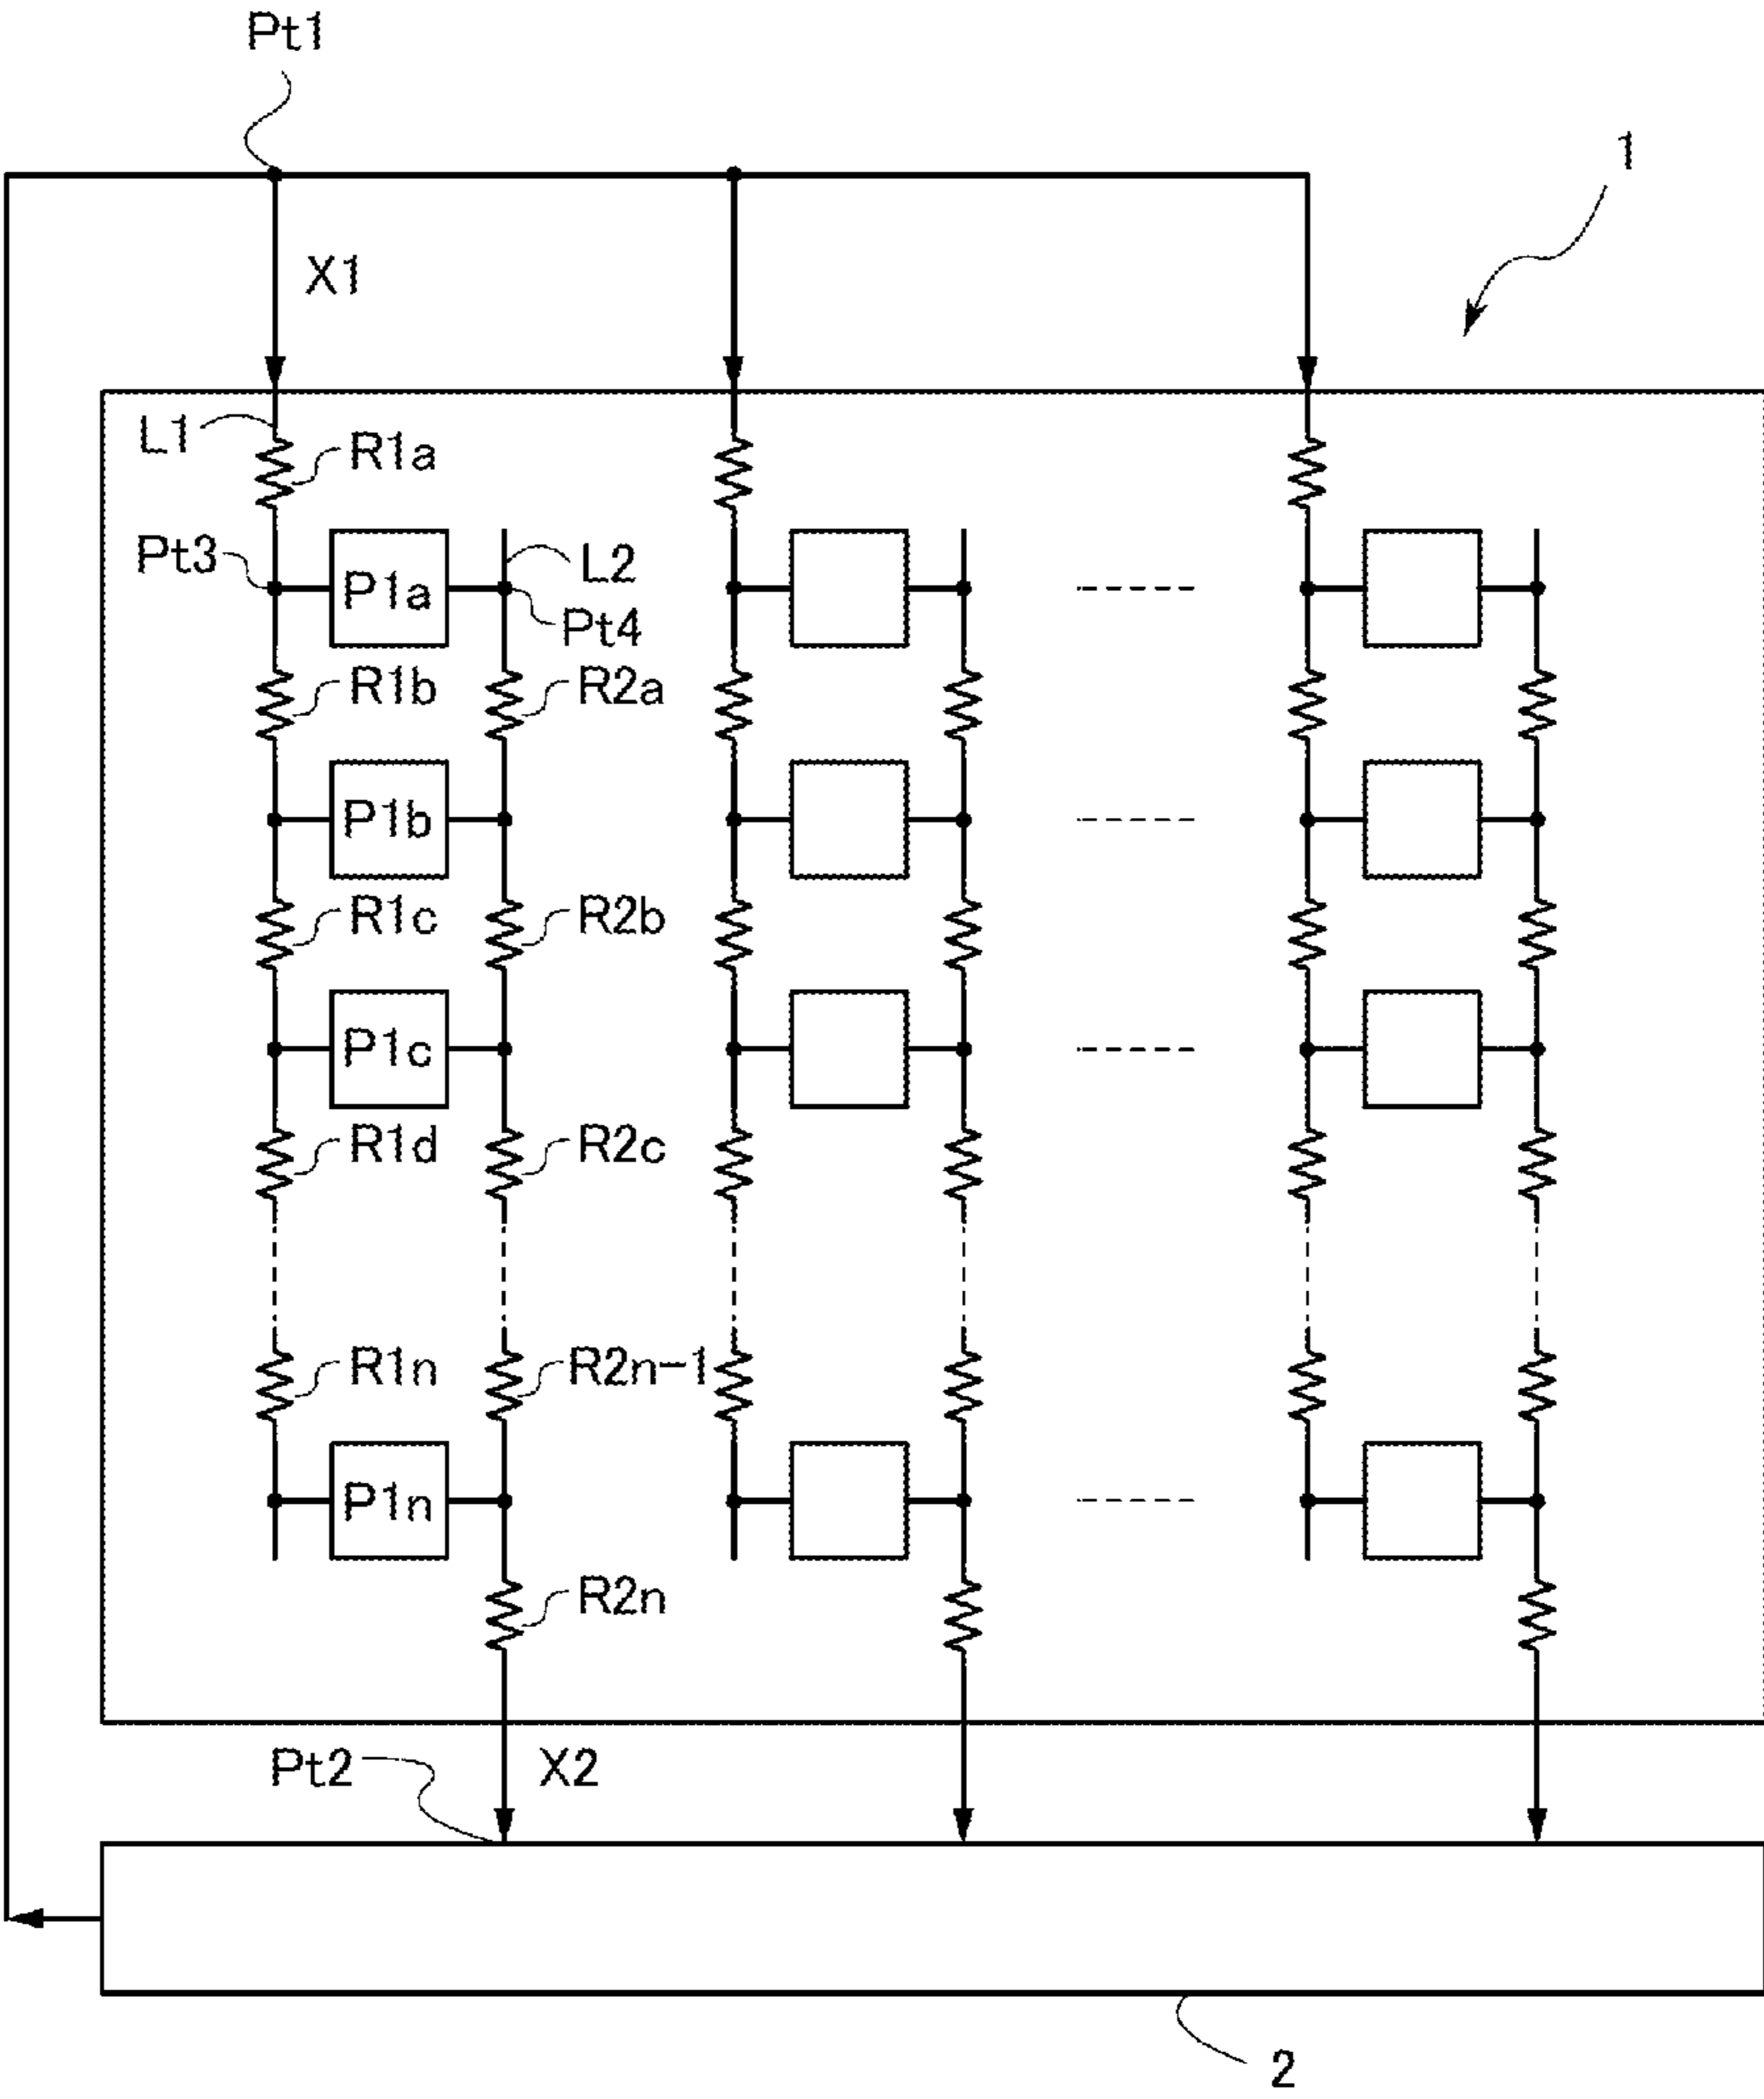 Pt1
1
X1
L1
R1a
Pt3
P1a
L2
Pt4
R1b
R2a
P1b
R1c
R2b
P1c
R1d
R2c
R1n
R2n-1
P1n
R2n
Pt2
X2
2